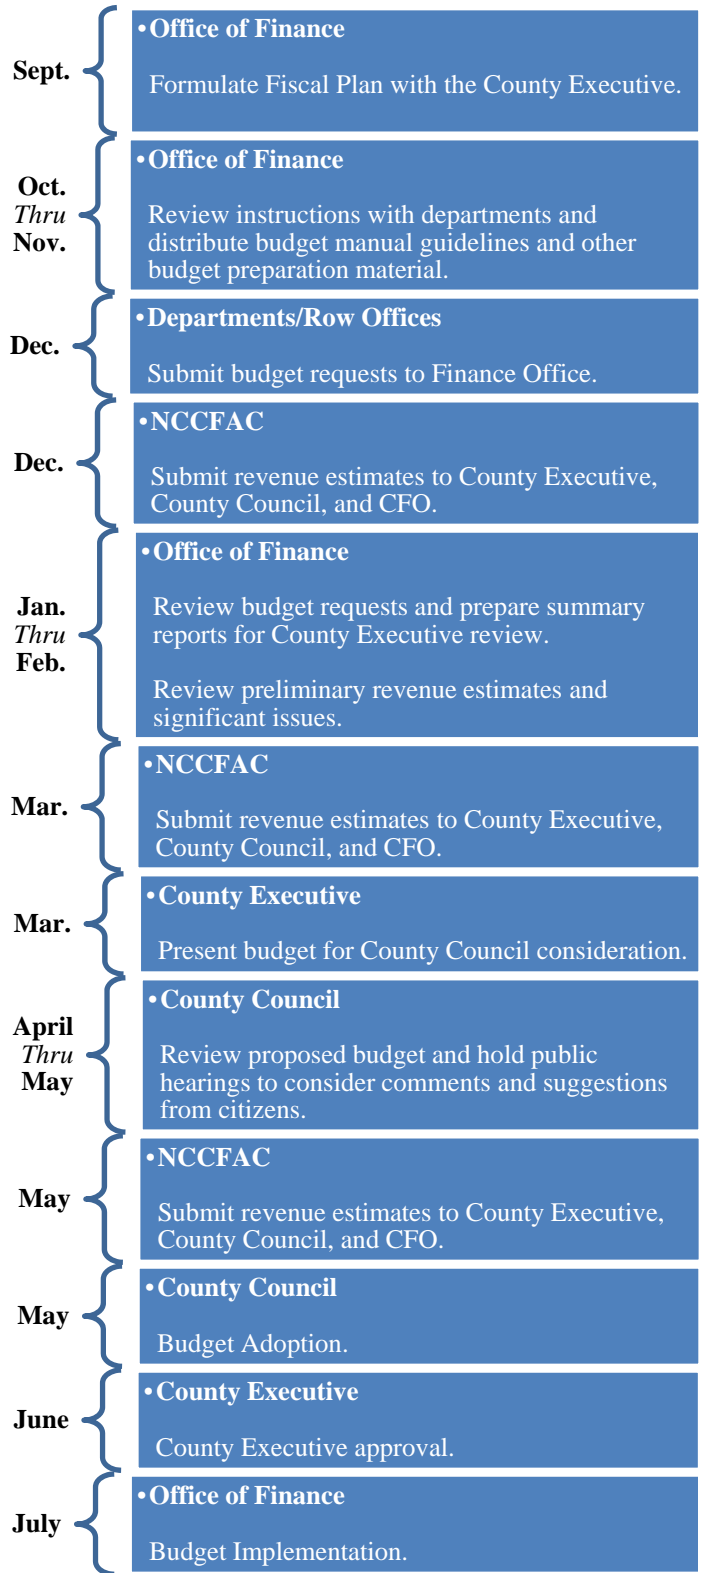 Sept.
•Office of Finance
Formulate Fiscal Plan with the County Executive.
Oct.
Thru
Nov.
•Office of Finance
Review instructions with departments and
distribute budget manual guidelines and other
budget preparation material.
Dec.
•Departments/Row Offices
Submit budget requests to Finance Office.
Dec.
•NCCFAC
Submit revenue estimates to County Executive,
County Council, and CFO.
Jan.
Thru
Feb.
•Office of Finance
Review budget requests and prepare summary
reports for County Executive review.
Review preliminary revenue estimates and
significant issues.
Mar.
•NCCFAC
Submit revenue estimates to County Executive,
County Council, and CFO.
Mar.
•County Executive
Present budget for County Council consideration.
April
Thru
May
•County Council
Review proposed budget and hold public
hearings to consider comments and suggestions
from citizens.
May
•NCCFAC
Submit revenue estimates to County Executive,
County Council, and CFO.
May
•County Council
Budget Adoption.
June
•County Executive
County Executive approval.
July
•Office of Finance
Budget Implementation.